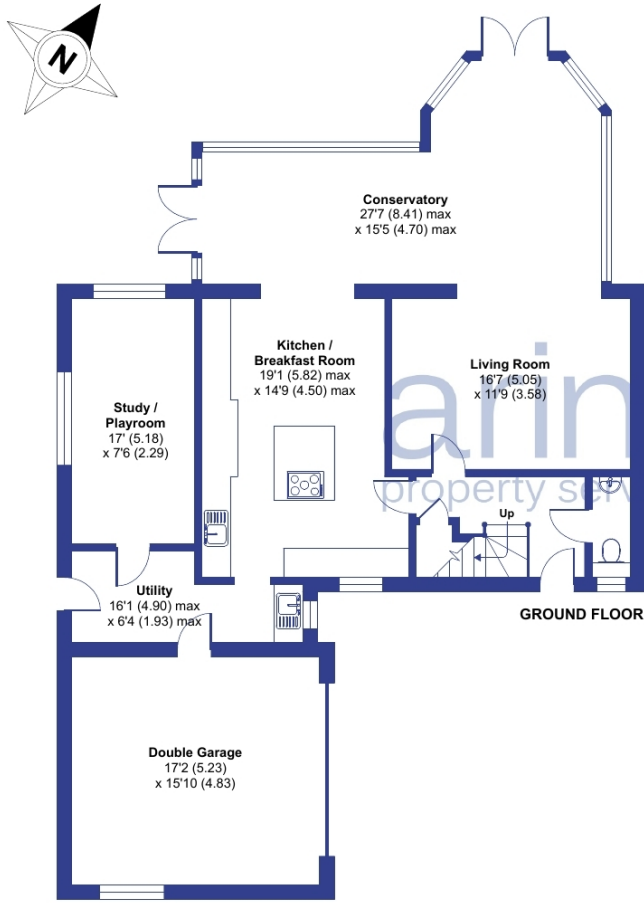 N
Conservatory
27'7 (8.41) max
x 15'5 (4.70) max
Kitchen /
Breakfast Room
19'1 (5.82) max
x 14'9 (4.50) max
Living Room
16'7 (5.05)
x 11'9 (3.58)
Study /
Playroom
17' (5.18)
x 7'6 (2.29)
arin
property serv
Up
Utility
16'1 (4.90) max
x 6'4 (1.93) max
GROUND FLOOR
Double Garage
17'2 (5.23)
x 15'10 (4.83)